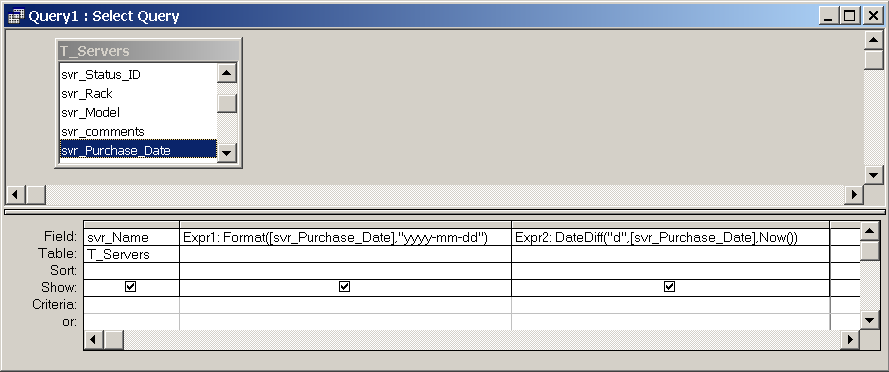 Query1 : Select Query
T_Servers
svr_Status_ID
svr_Rack
svr_Model
svr_comments
svr_Purchase_Date
Field: svr_Name Expr1: Format([svr_Purchase_Date],"yyyy-mm-dd") Expr2: DateDiff("d",[svr_Purchase_Date],Now())
Table: T_Servers
Sort:
Show:
Criteria:
or: